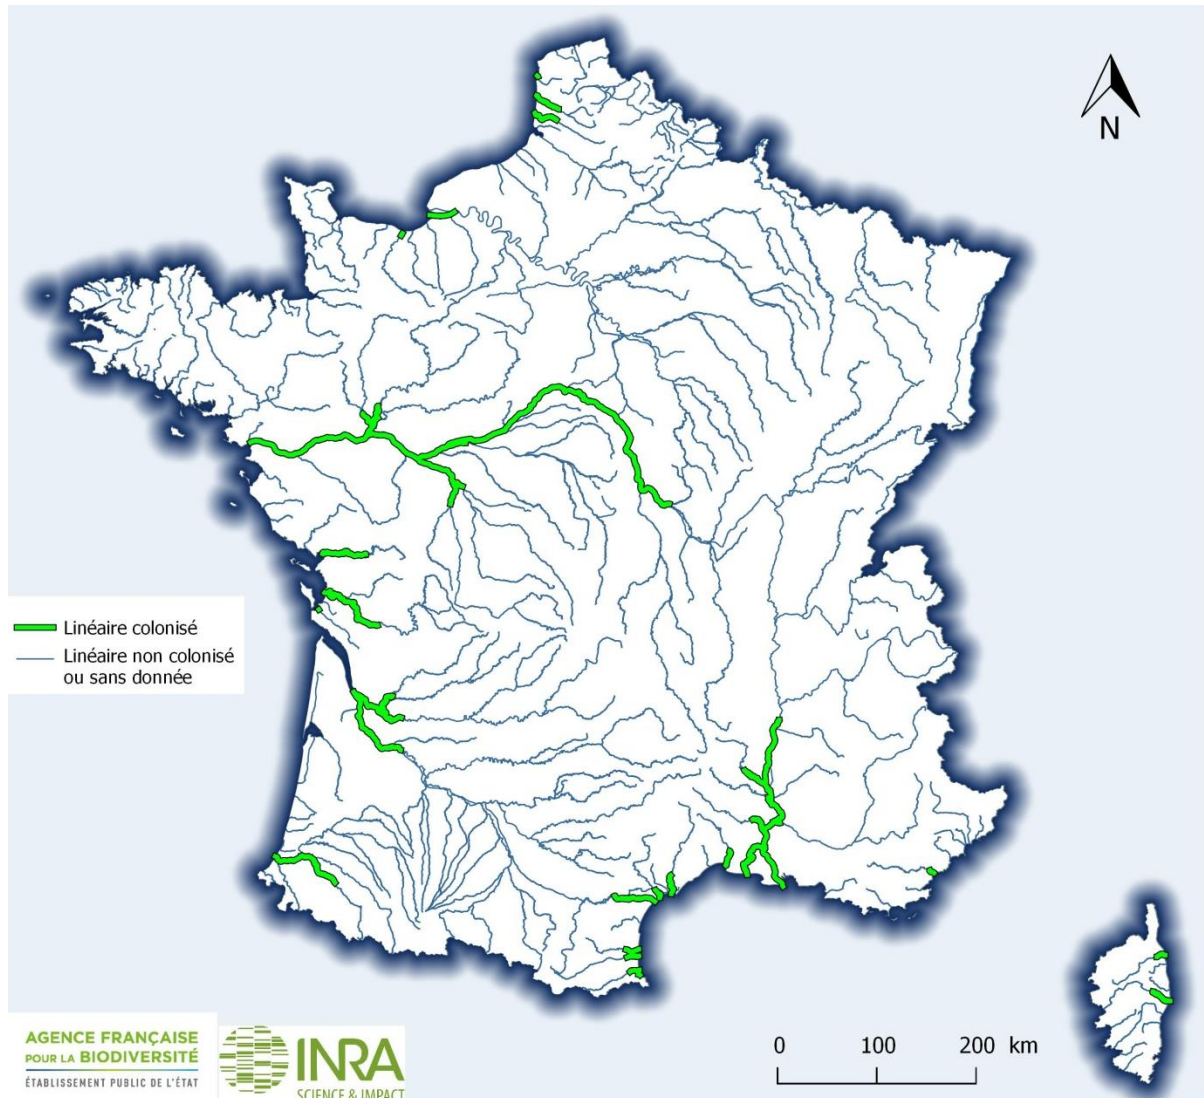 N
Linéaire colonisé
Linéaire non colonisé
ou sans donnée
AGENCE FRANÇAISE
POUR LA BIODIVERSITÉ
ÉTABLISSEMENT PUBLIC DE L'ÉTAT
INRA
SCIENCE & IMPACT
0 100 200 km